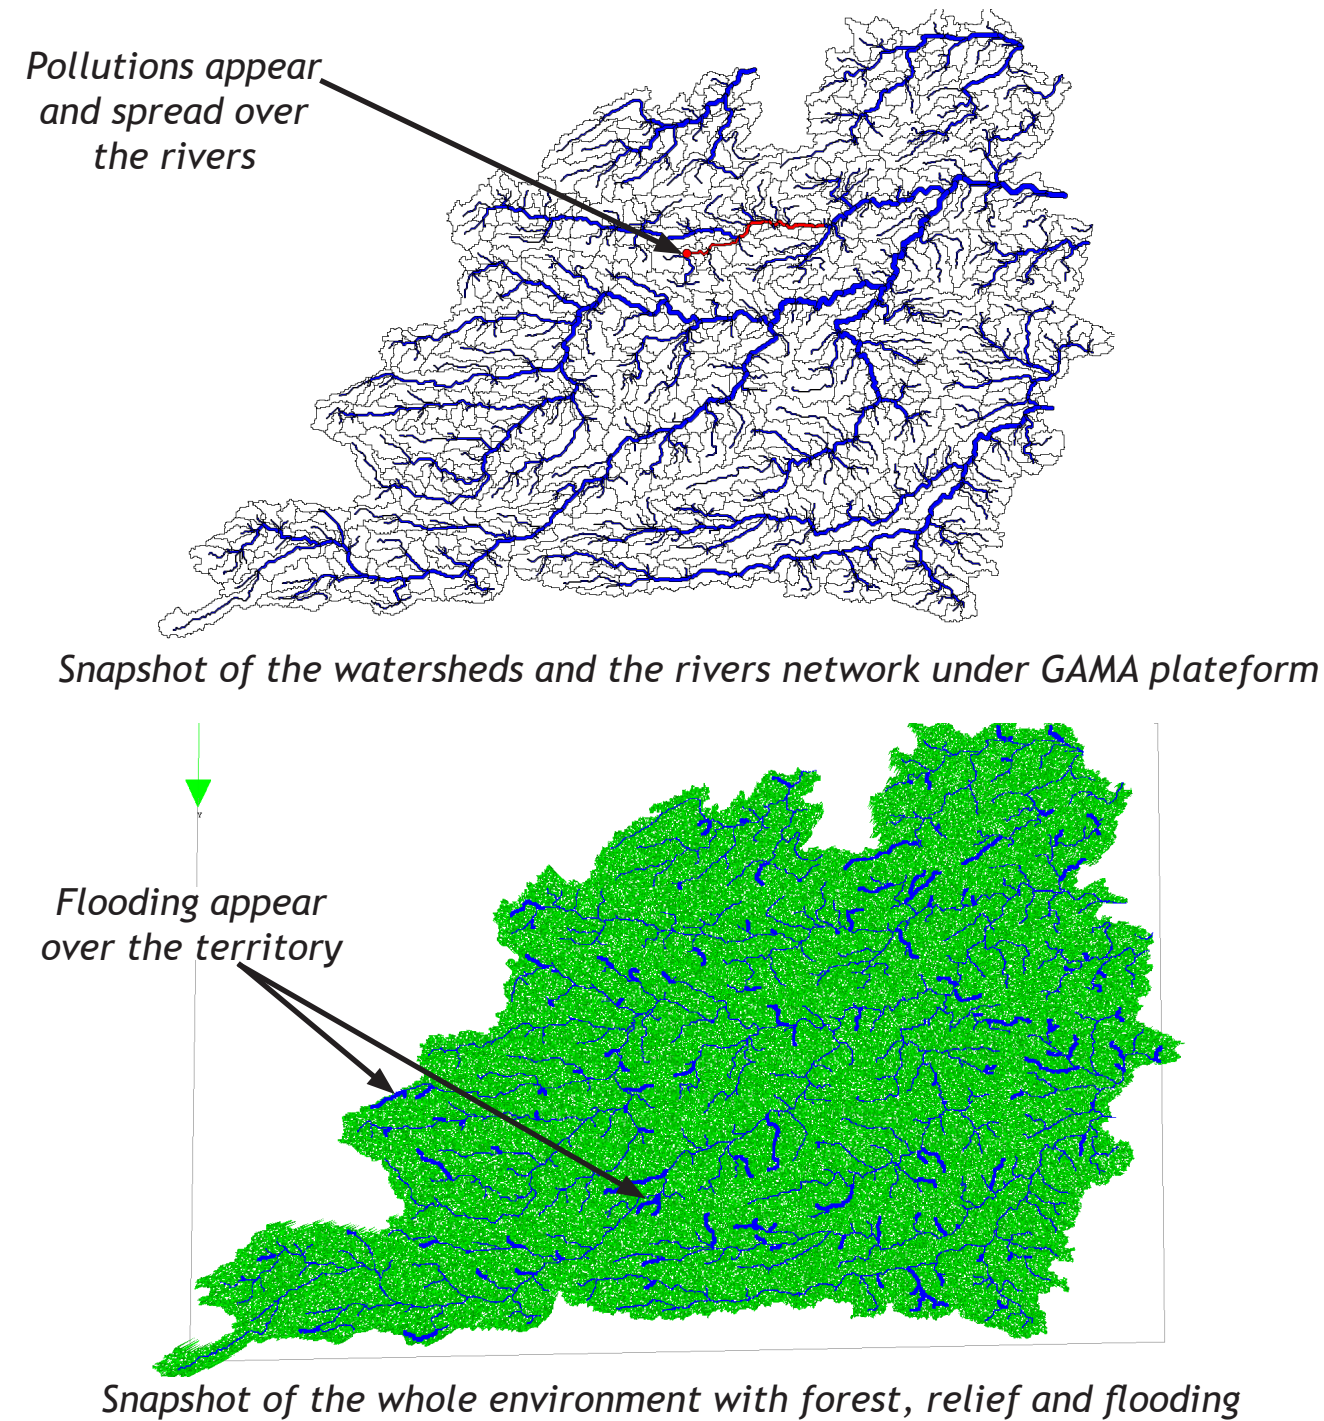 Pollutions appear
and spread over
the rivers
Snapshot of the watersheds and the rivers network under GAMA plateform
Flooding appear
over the territory
Snapshot of the whole environment with forest, relief and flooding